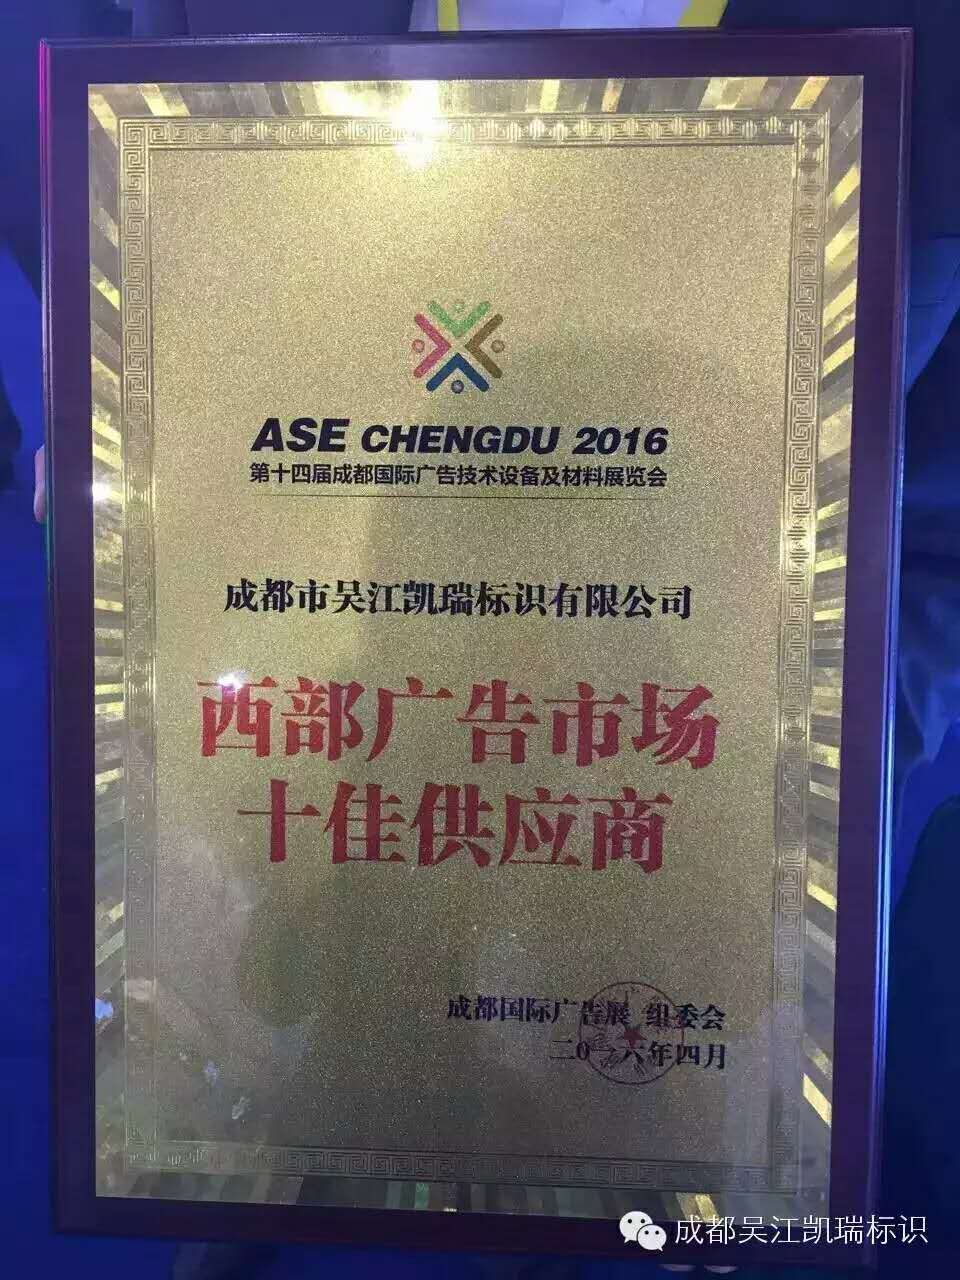 ASE CHENGDU 2016
第十四届成都国际广告技术设备及材料展览会
成都市吴江凯瑞标识有限公司
西部广告市场
十佳供应商
成都国际广告展 组委会
二0一六年四月
成都吴江凯瑞标识